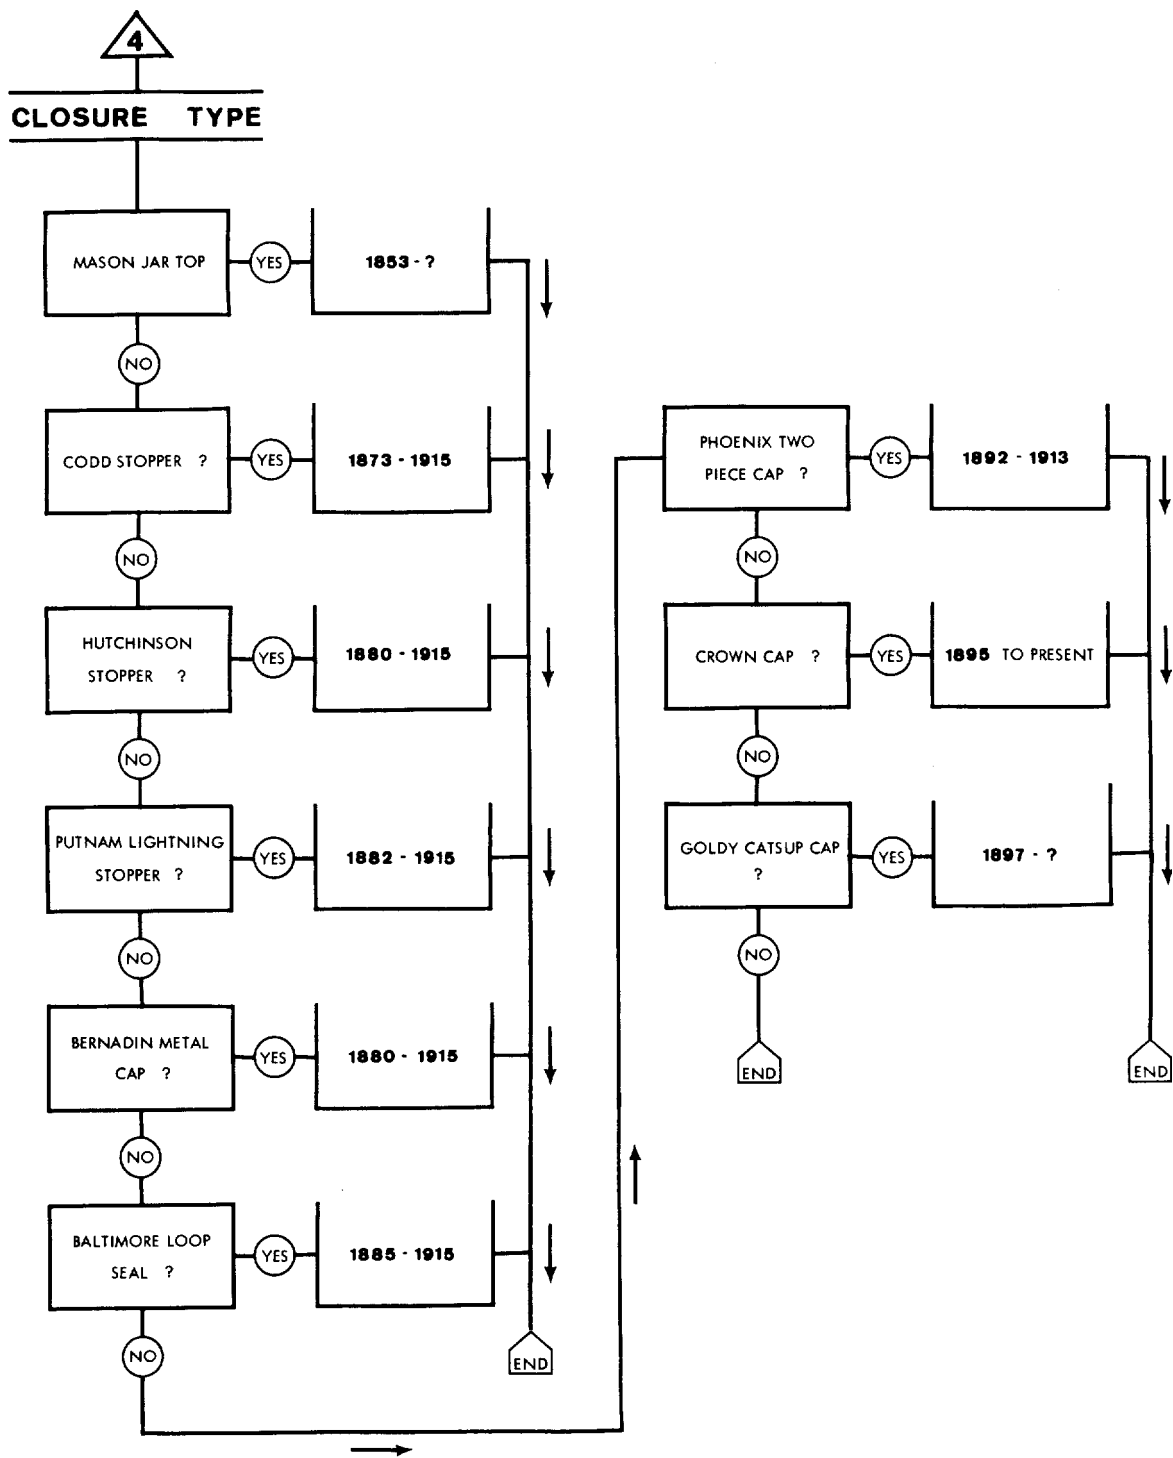 4
CLOSURE TYPE
MASON JAR TOP
YES
1853 - ?
NO
CODD STOPPER ?
YES
1873 - 1915
NO
HUTCHINSON
STOPPER ?
YES
1880 - 1915
NO
PUTNAM LIGHTNING
STOPPER ?
YES
1882 - 1915
NO
BERNADIN METAL
CAP ?
YES
1880 - 1915
NO
BALTIMORE LOOP
SEAL ?
YES
1885 - 1915
NO
END
PHOENIX TWO
PIECE CAP ?
YES
1892 - 1913
NO
CROWN CAP ?
YES
1895 TO PRESENT
NO
GOLDY CATSUP CAP
?
YES
1897 - ?
NO
END
END